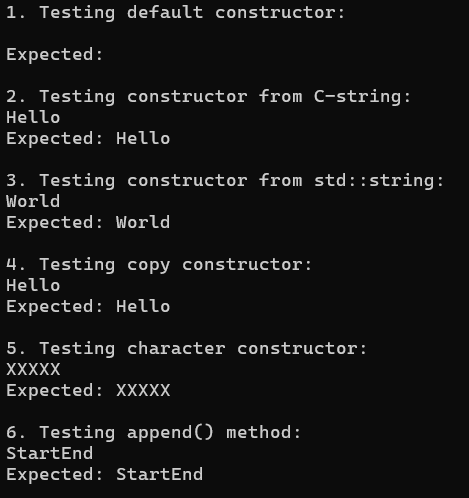 1. Testing default constructor:

Expected:

2. Testing constructor from C-string:
Hello
Expected: Hello

3. Testing constructor from std::string:
World
Expected: World

4. Testing copy constructor:
Hello
Expected: Hello

5. Testing character constructor:
XXXXX
Expected: XXXXX

6. Testing append() method:
StartEnd
Expected: StartEnd